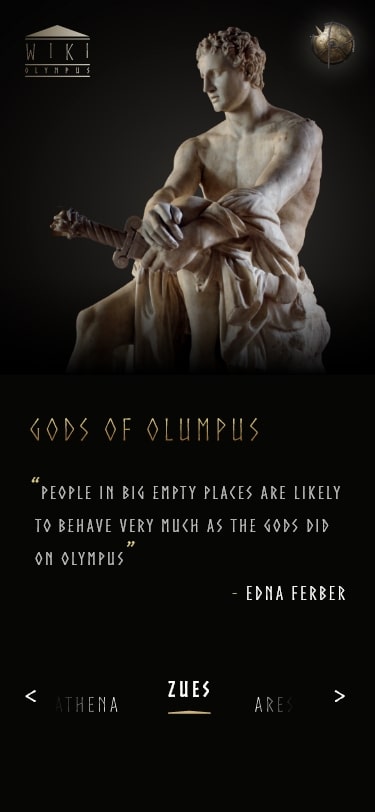 WIKI
OLYMPUS
GODS OF OLUMPUS
“PEOPLE IN BIG EMPTY PLACES ARE LIKELY
TO BEHAVE VERY MUCH AS THE GODS DID
ON OLYMPUS”
- EDNA FERBER
< ATHENA ZUES ARES >